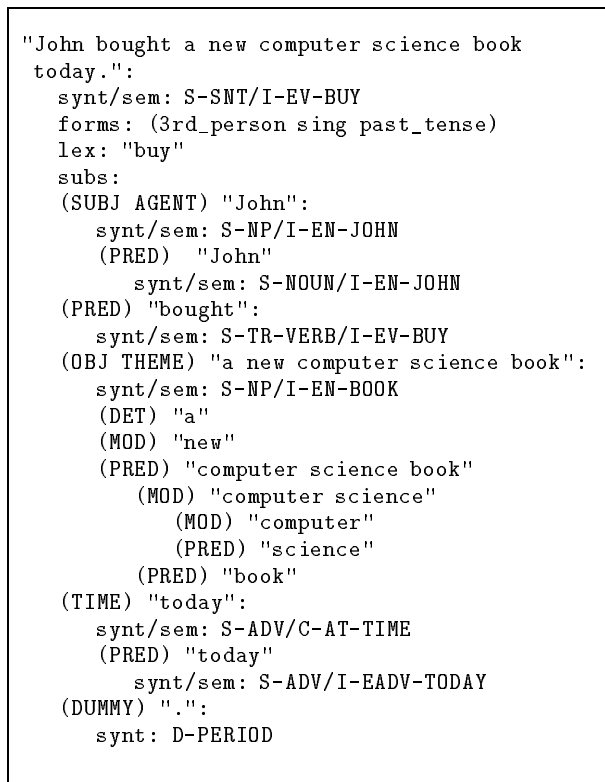 "John bought a new computer science book
today.":
synt/sem: S-SNT/I-EV-BUY
forms: (3rd_person sing past_tense)
lex: "buy"
subs:
(SUBJ AGENT) "John":
synt/sem: S-NP/I-EN-JOHN
(PRED) "John"
synt/sem: S-NOUN/I-EN-JOHN
(PRED) "bought":
synt/sem: S-TR-VERB/I-EV-BUY
(OBJ THEME) "a new computer science book":
synt/sem: S-NP/I-EN-BOOK
(DET) "a"
(MOD) "new"
(PRED) "computer science book"
(MOD) "computer science"
(MOD) "computer"
(PRED) "science"
(PRED) "book"
(TIME) "today":
synt/sem: S-ADV/C-AT-TIME
(PRED) "today"
synt/sem: S-ADV/I-EADV-TODAY
(DUMMY) ".":
synt: D-PERIOD